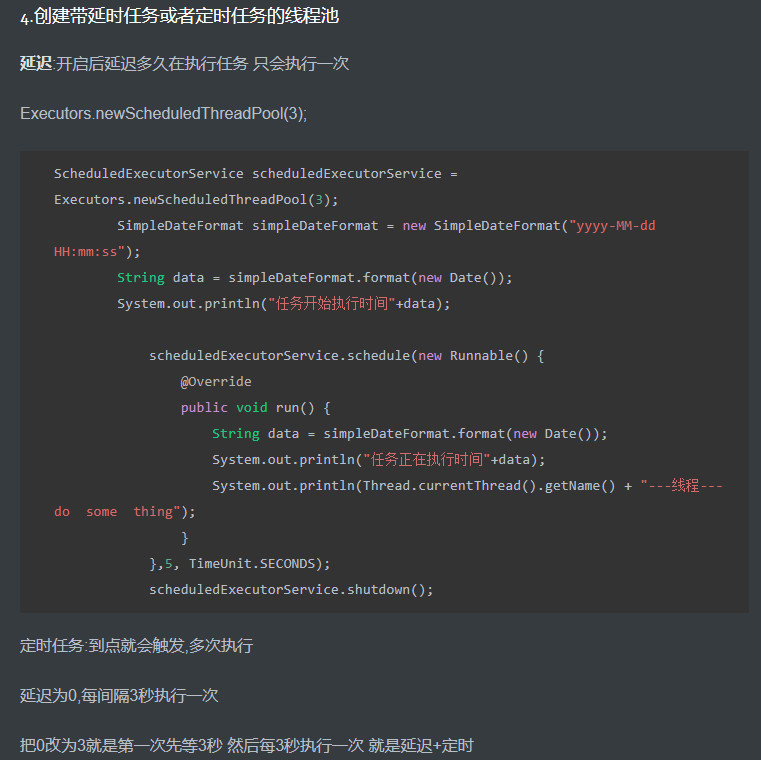 4.创建带延时任务或者定时任务的线程池
延迟:开启后延迟多久在执行任务 只会执行一次
Executors.newScheduledThreadPool(3);
ScheduledExecutorService scheduledExecutorService =
Executors.newScheduledThreadPool(3);
SimpleDateFormat simpleDateFormat = new SimpleDateFormat("yyyy-MM-dd
HH:mm:ss");
String data = simpleDateFormat.format(new Date());
System.out.println("任务开始执行时间"+data);
scheduledExecutorService.schedule(new Runnable() {
@Override
public void run() {
String data = simpleDateFormat.format(new Date());
System.out.println("任务正在执行时间"+data);
System.out.println(Thread.currentThread().getName() + "---线程---
do  some  thing");
}
},5, TimeUnit.SECONDS);
scheduledExecutorService.shutdown();
定时任务:到点就会触发,多次执行
延迟为0,每间隔3秒执行一次
把0改为3就是第一次先等3秒 然后每3秒执行一次 就是延迟+定时